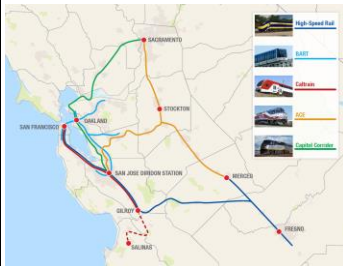 High-Speed Rail
SACRAMENTO
BART
Caltrain
STOCKTON
ACE
OAKLAND
SAN FRANCISCO
Capitol Corridor
SAN JOSE DIRIDON STATION
MERCED
GILROY
FRESNO
SALINAS